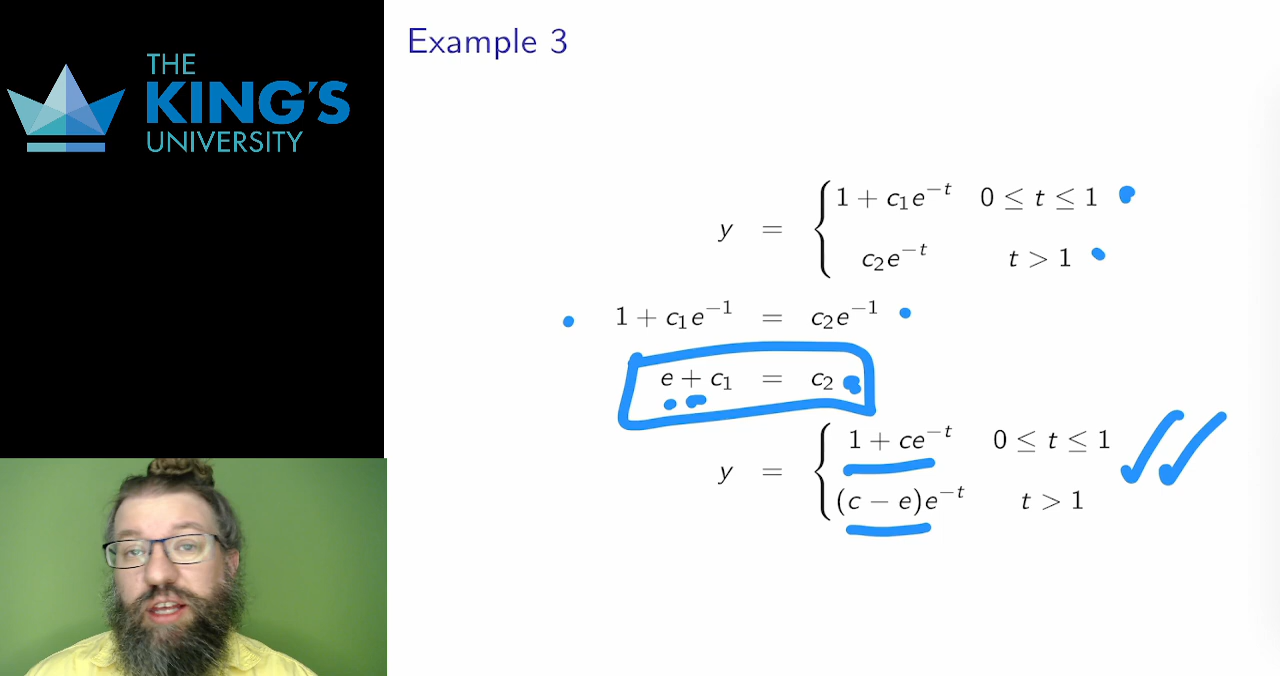 THE
KING'S
UNIVERSITY
Example 3
y = { 1 + c₁e⁻ᵗ 0 ≤ t ≤ 1
c₂e⁻ᵗ t > 1
1 + c₁e⁻¹ = c₂e⁻¹
e + c₁ = c₂
y = { 1 + ce⁻ᵗ 0 ≤ t ≤ 1
(c − e)e⁻ᵗ t > 1